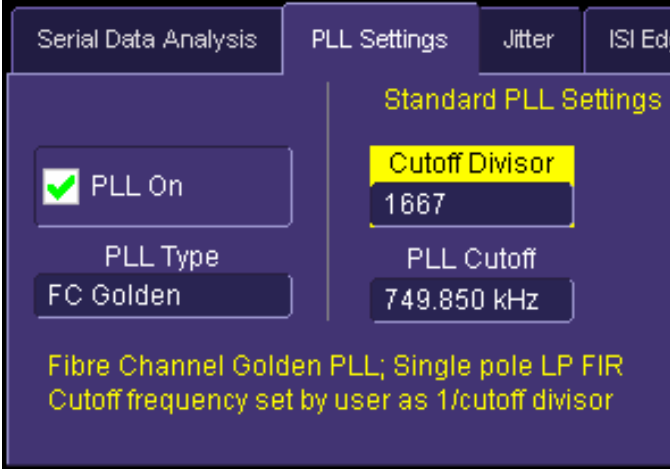 Serial Data Analysis
PLL Settings
Jitter
ISI Ed
Standard PLL Settings
PLL On
Cutoff Divisor
1667
PLL Type
FC Golden
PLL Cutoff
749.850 kHz
Fibre Channel Golden PLL; Single pole LP FIR
Cutoff frequency set by user as 1/cutoff divisor